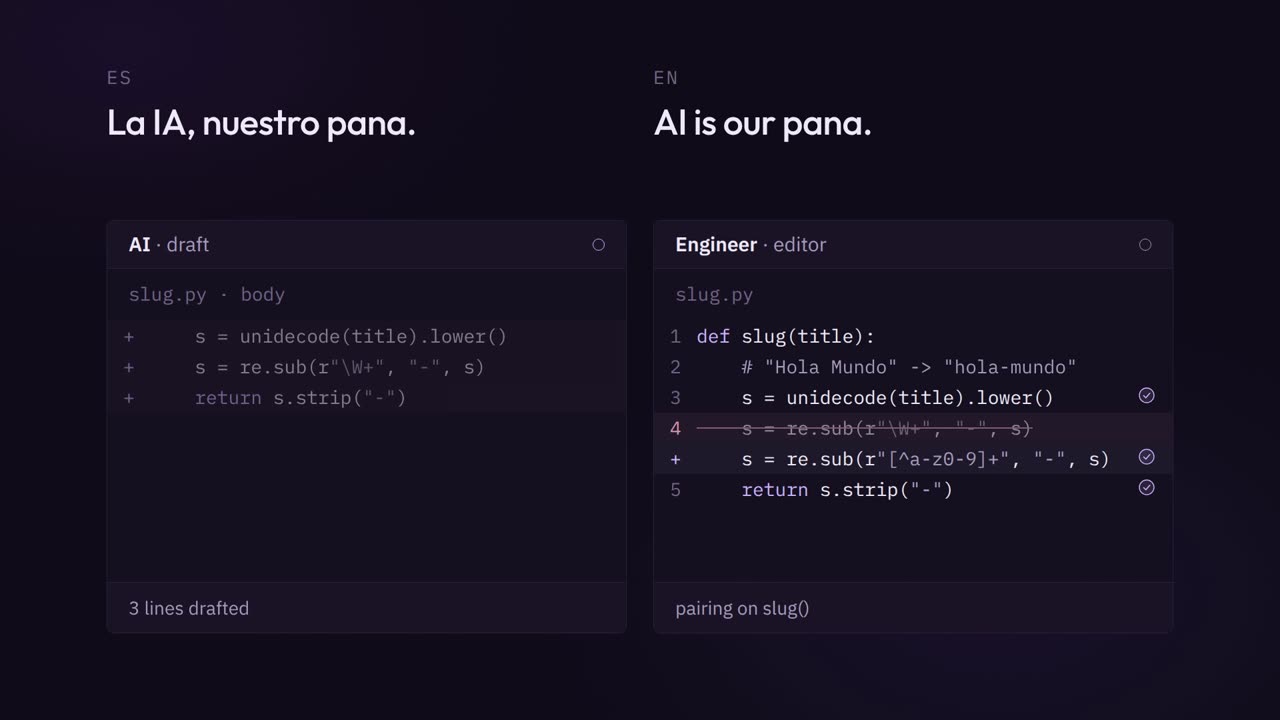 ES
La IA, nuestro pana.
EN
AI is our pana.
AI · draft
slug.py · body
+ s = unidecode(title).lower()
+ s = re.sub(r"\W+", "-", s)
+ return s.strip("-")
3 lines drafted
Engineer · editor
slug.py
1 def slug(title):
2 # "Hola Mundo" -> "hola-mundo"
3 s = unidecode(title).lower()
4 s = re.sub(r"\W+", "-", s)
+ s = re.sub(r"[^a-z0-9]+", "-", s)
5 return s.strip("-")
pairing on slug()